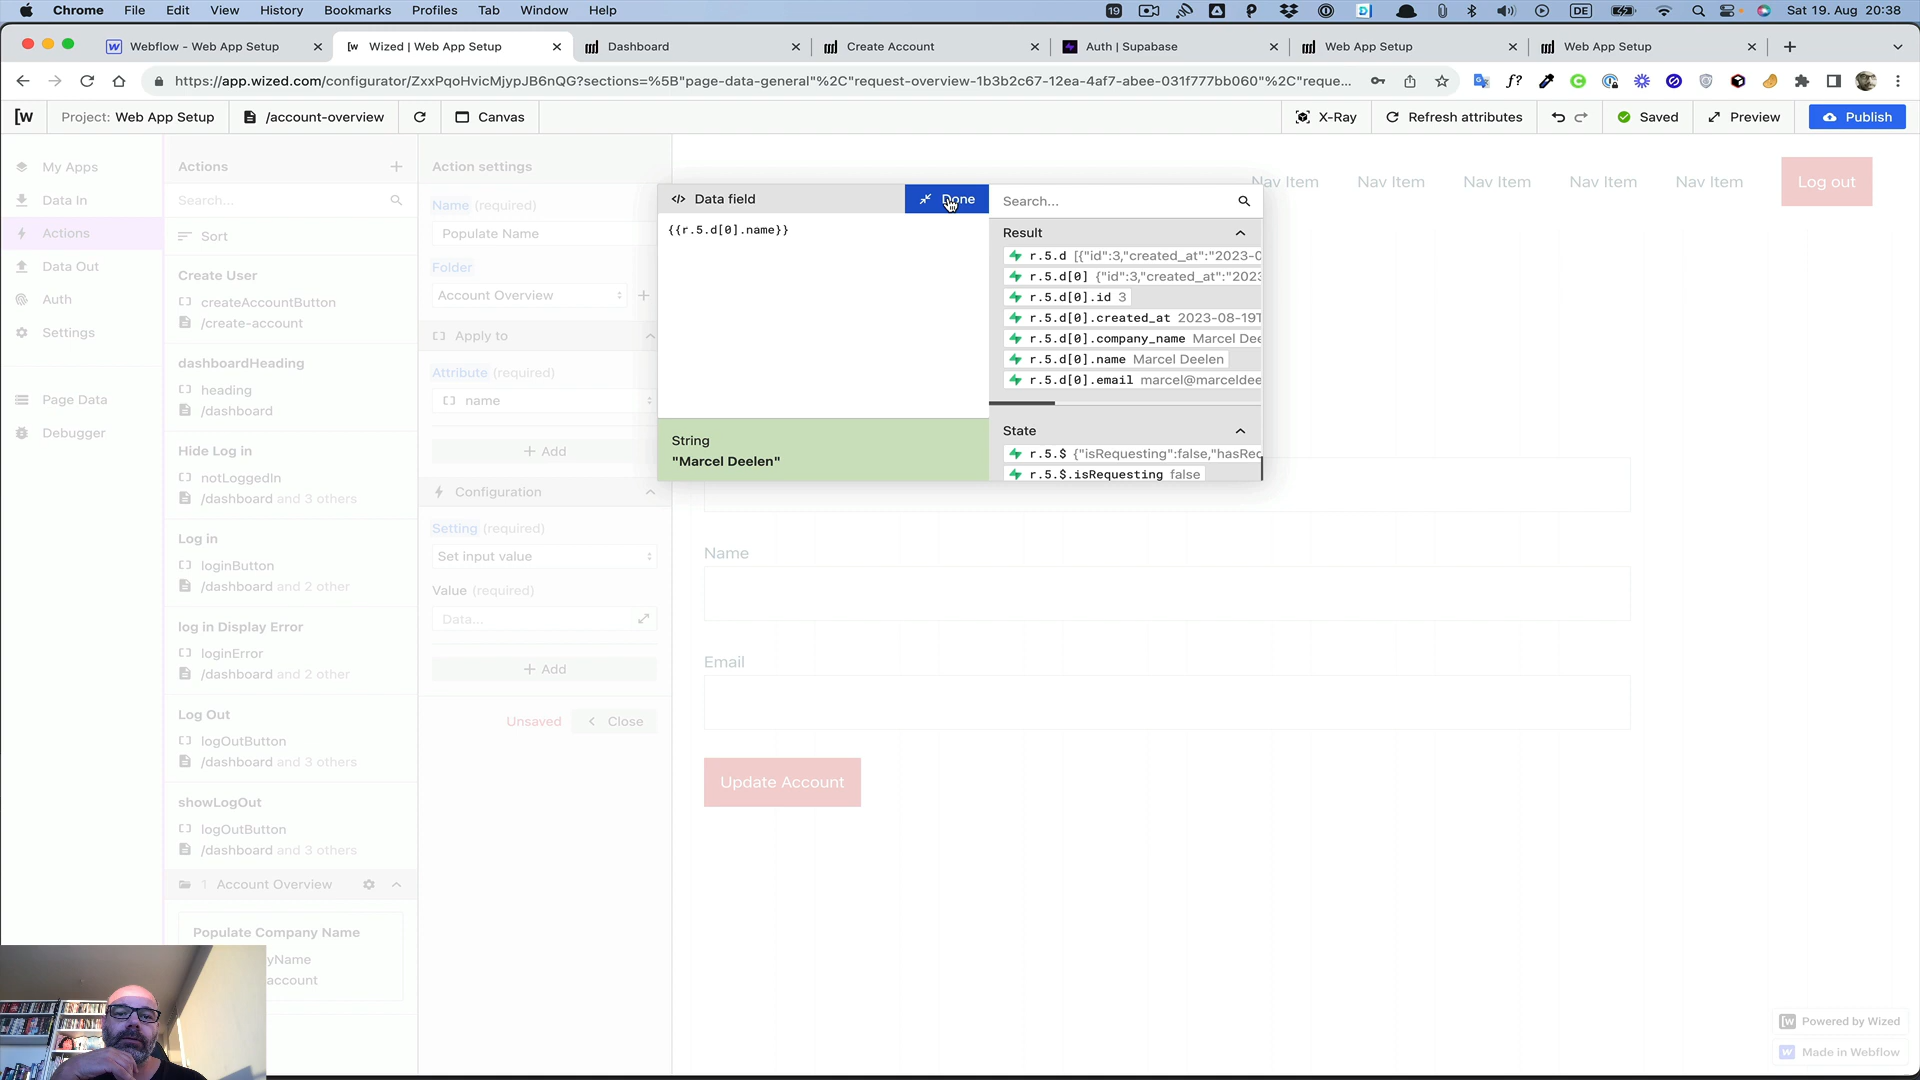 Chrome File Edit View History Bookmarks Profiles Tab Window Help
19 DE Sat 19. Aug 20:38
Webflow - Web App Setup
Wized | Web App Setup
Dashboard
Create Account
Auth | Supabase
Web App Setup
Web App Setup
https://app.wized.com/configurator/ZxxPqoHvicMjypJB6nQG?sections=%5B"page-data-general"%2C"request-overview-1b3b2c67-12ea-4af7-abee-031f777bb060"%2C"reque...
[w Project: Web App Setup /account-overview Canvas X-Ray Refresh attributes Saved Preview Publish
My Apps
Data In
Actions
Data Out
Auth
Settings
Page Data
Debugger
Actions
Search...
Sort
Create User
createAccountButton
/create-account
dashboardHeading
heading
/dashboard
Hide Log in
notLoggedIn
/dashboard and 3 others
Log in
loginButton
/dashboard and 2 other
log in Display Error
loginError
/dashboard and 2 other
Log Out
logOutButton
/dashboard and 3 others
showLogOut
logOutButton
/dashboard and 3 others
1 Account Overview
Populate Company Name
yName
account
Action settings
Name (required)
Populate Name
Folder
Account Overview
Apply to
Attribute (required)
name
Add
Configuration
Setting (required)
Set input value
Value (required)
Data...
Add
Unsaved Close
Data field Done
{{r.5.d[0].name}}
String
"Marcel Deelen"
Search...
Result
r.5.d [{"id":3,"created_at":"2023-0
r.5.d[0] {"id":3,"created_at":"2023
r.5.d[0].id 3
r.5.d[0].created_at 2023-08-19T
r.5.d[0].company_name Marcel Dee
r.5.d[0].name Marcel Deelen
r.5.d[0].email marcel@marceldee
State
r.5.$ {"isRequesting":false,"hasRec
r.5.$.isRequesting false
Nav Item Nav Item Nav Item Nav Item Nav Item Log out
Name
Email
Update Account
[w Powered by Wized
Made in Webflow